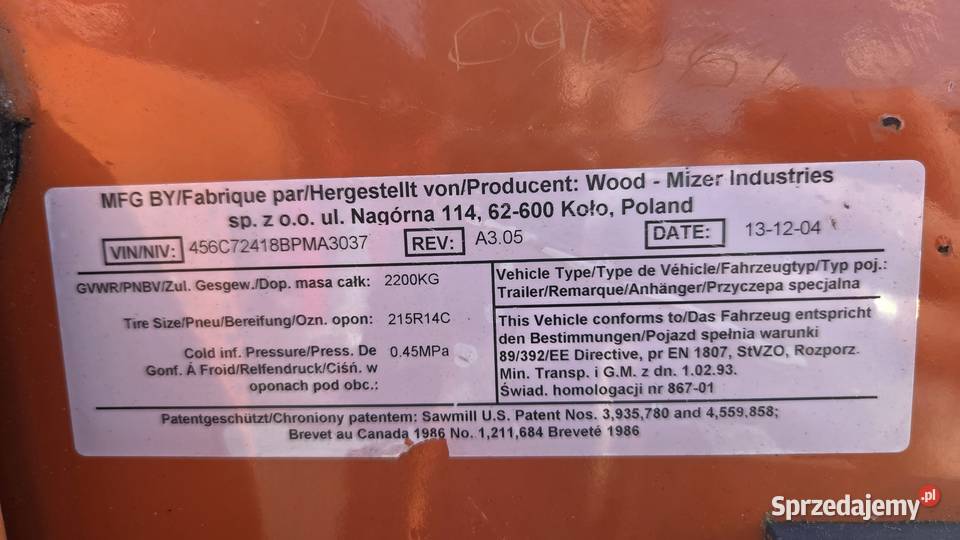 MFG BY/Fabrique par/Hergestellt von/Producent: Wood - Mizer Industries
sp. z o.o. ul. Nagórna 114, 62-600 Koło, Poland
VIN/NIV: 456C72418BPMA3037 REV: A3.05 DATE: 13-12-04
GVWR/PNBV/Zul. Gesgew./Dop. masa całk: 2200KG
Tire Size/Pneu/Bereifung/Ozn. opon: 215R14C
Cold inf. Pressure/Press. De 0.45MPa
Gonf. À Froid/Relfendruck/Ciśń. w
oponach pod obc.:
Vehicle Type/Type de Véhicle/Fahrzeugtyp/Typ poj.:
Trailer/Remarque/Anhänger/Przyczepa specjalna
This Vehicle conforms to/Das Fahrzeug entspricht
den Bestimmungen/Pojazd spełnia warunki
89/392/EE Directive, pr EN 1807, StVZO, Rozporz.
Min. Transp. i G.M. z dn. 1.02.93.
Świad. homologacji nr 867-01
Patentgeschützt/Chroniony patentem: Sawmill U.S. Patent Nos. 3,935,780 and 4,559,858;
Brevet au Canada 1986 No. 1,211,684 Breveté 1986
Sprzedajemy.pl